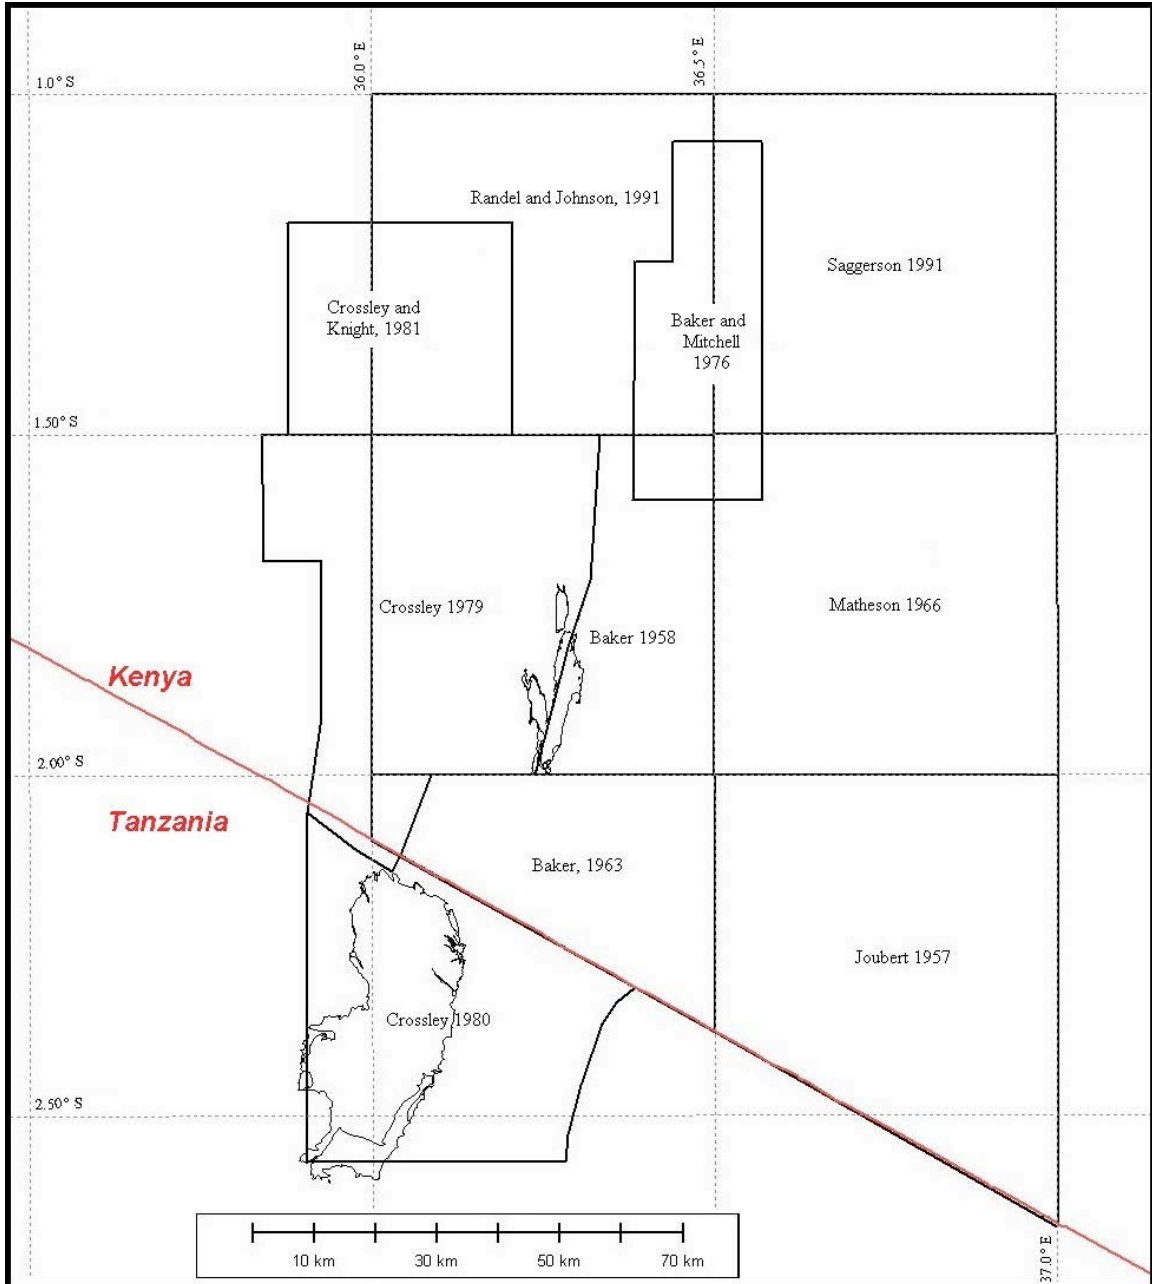 36.0° E
36.5° E
1.0° S
Randel and Johnson, 1991
Saggerson 1991
Crossley and
Knight, 1981
Baker and
Mitchell
1976
1.50° S
Crossley 1979
Matheson 1966
Baker 1958
Kenya
2.00° S
Tanzania
Baker, 1963
Joubert 1957
Crossley 1980
2.50° S
10 km
30 km
50 km
70 km
37.0° E